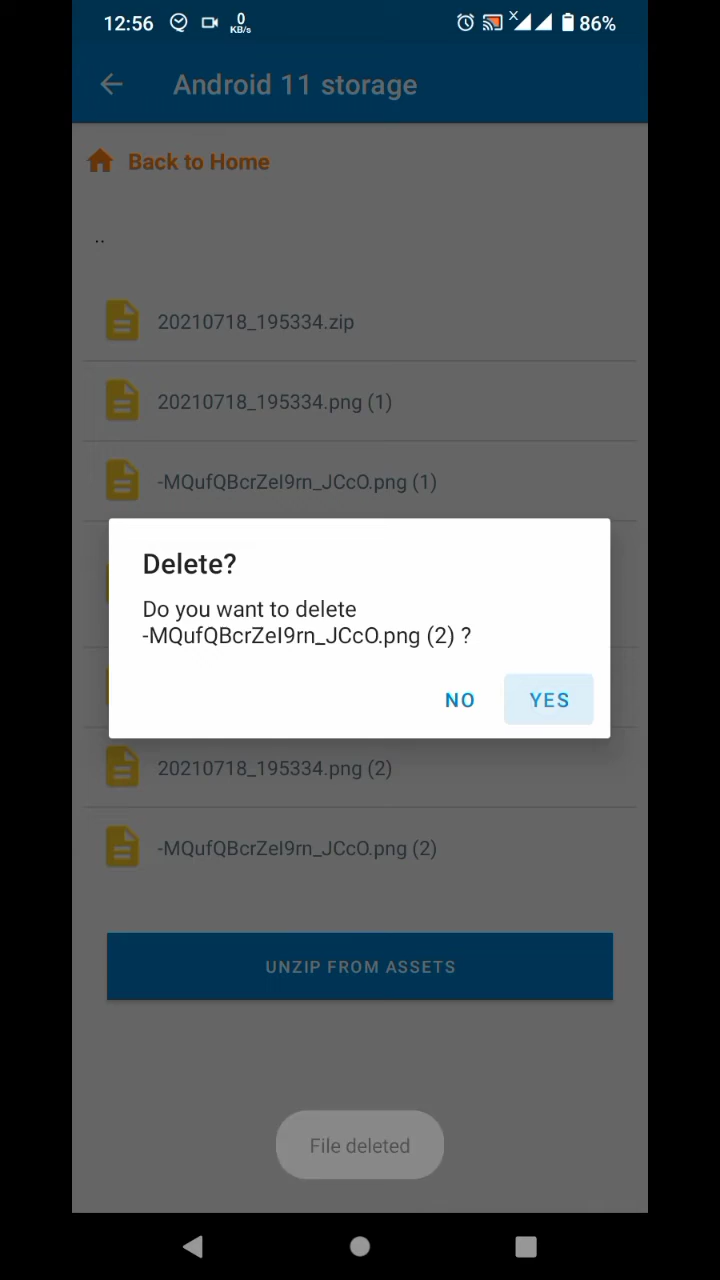 12:56
0
KB/s
86%
Android 11 storage
Back to Home
..
20210718_195334.zip
20210718_195334.png (1)
-MQufQBcrZeI9rn_JCcO.png (1)
Delete?
Do you want to delete
-MQufQBcrZeI9rn_JCcO.png (2) ?
NO
YES
20210718_195334.png (2)
-MQufQBcrZeI9rn_JCcO.png (2)
UNZIP FROM ASSETS
File deleted